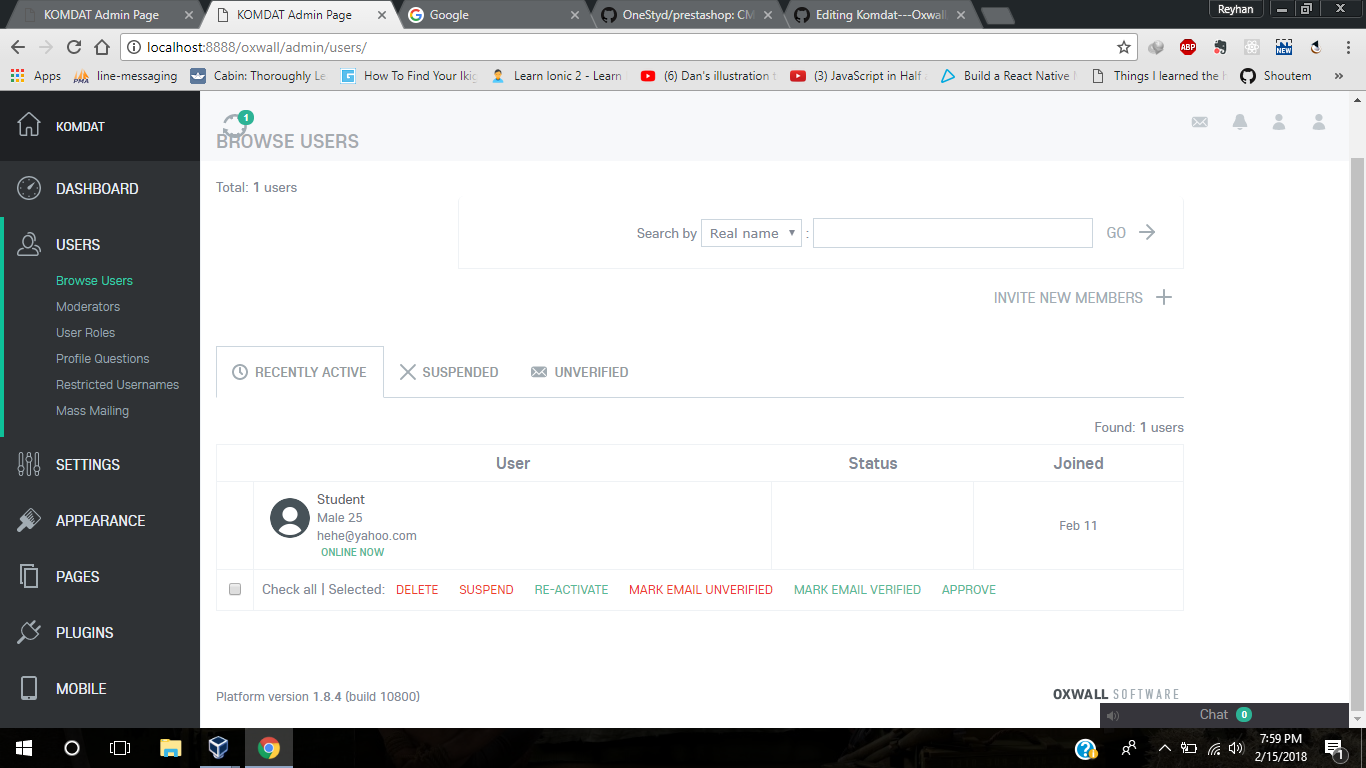 KOMDAT Admin Page
KOMDAT Admin Page
Google
OneStyd/prestashop: CM
Editing Komdat---Oxwall
Reyhan
localhost:8888/oxwall/admin/users/
ABP
NEW
Apps
PMA
line-messaging
Cabin: Thoroughly Le
How To Find Your Ikig
Learn Ionic 2 - Learn
(6) Dan's illustration t
(3) JavaScript in Half a
Build a React Native
Things I learned the h
Shoutem
»
KOMDAT
DASHBOARD
USERS
Browse Users
Moderators
User Roles
Profile Questions
Restricted Usernames
Mass Mailing
SETTINGS
APPEARANCE
PAGES
PLUGINS
MOBILE
1
BROWSE USERS
Total: 1 users
Search by Real name : GO
INVITE NEW MEMBERS
RECENTLY ACTIVE SUSPENDED UNVERIFIED
Found: 1 users
User Status Joined
Student
Male 25
hehe@yahoo.com
ONLINE NOW
Feb 11
Check all | Selected: DELETE SUSPEND RE-ACTIVATE MARK EMAIL UNVERIFIED MARK EMAIL VERIFIED APPROVE
Platform version 1.8.4 (build 10800)
OXWALL SOFTWARE
Chat 0
7:59 PM
2/15/2018
1